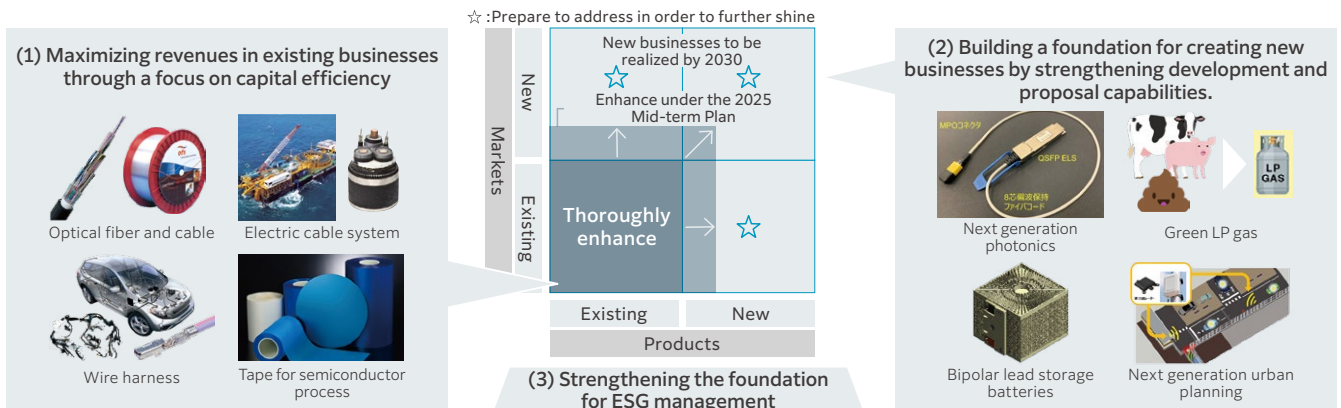 ☆ :Prepare to address in order to further shine
(1) Maximizing revenues in existing businesses
through a focus on capital efficiency
Optical fiber and cable
Electric cable system
Wire harness
Tape for semiconductor
process
Markets
New
Existing
New businesses to be
realized by 2030
☆
☆
Enhance under the 2025
Mid-term Plan
Thoroughly
enhance
☆
Existing
New
Products
(3) Strengthening the foundation
for ESG management
(2) Building a foundation for creating new
businesses by strengthening development and
proposal capabilities.
MPOコネクタ
QSFP ELS
8芯偏波保持
ファイバコード
Next generation
photonics
LP
GAS
Green LP gas
Bipolar lead storage
batteries
Next generation urban
planning